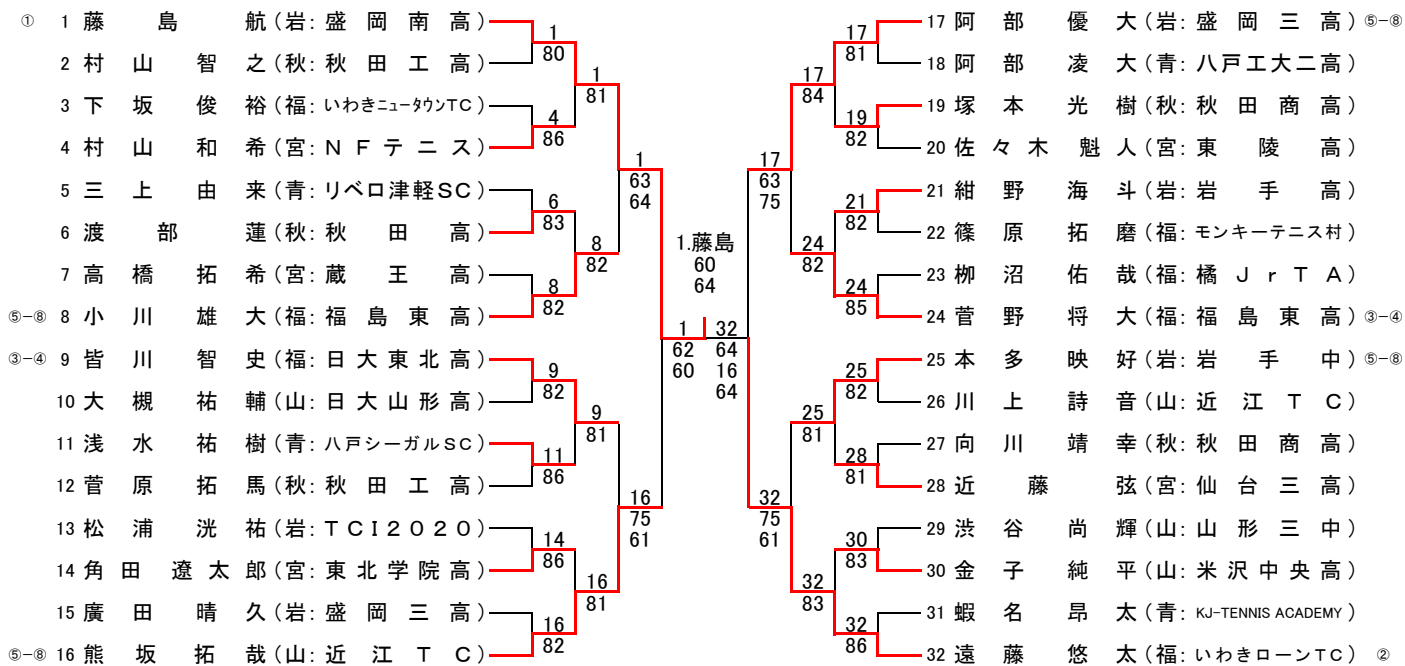 ① 1 藤島航(岩:盛岡南高)
2 村山智之(秋:秋田工高)
3 下坂俊裕(福:いわきニュータウンTC)
4 村山和希(宮:NFテニス)
5 三上由来(青:リベロ津軽SC)
6 渡部蓮(秋:秋田高)
7 高橋拓希(宮:蔵王高)
⑤-⑧ 8 小川雄大(福:福島東高)
③-④ 9 皆川智史(福:日大東北高)
10 大槻祐輔(山:日大山形高)
11 浅水祐樹(青:八戸シーガルSC)
12 菅原拓馬(秋:秋田工高)
13 松浦洸祐(岩:TCI2020)
14 角田遼太郎(宮:東北学院高)
15 廣田晴久(岩:盛岡三高)
⑤-⑧ 16 熊坂拓哉(山:近江TC)
1
80
4
86
6
83
8
82
9
82
11
86
14
86
16
82
1
81
8
82
9
81
16
81
1
63
64
16
75
61
1
62
60
1.藤島
60
64
32
64
16
64
17
63
75
32
75
61
17
84
24
82
25
81
32
83
17
81
19
82
21
82
24
85
25
82
28
81
30
83
32
86
17 阿部優大(岩:盛岡三高) ⑤-⑧
18 阿部凌大(青:八戸工大二高)
19 塚本光樹(秋:秋田商高)
20 佐々木魁人(宮:東陵高)
21 紺野海斗(岩:岩手高)
22 篠原拓磨(福:モンキーテニス村)
23 栁沼佑哉(福:橘JrTA)
24 菅野将大(福:福島東高) ③-④
25 本多映好(岩:岩手中) ⑤-⑧
26 川上詩音(山:近江TC)
27 向川靖幸(秋:秋田商高)
28 近藤弦(宮:仙台三高)
29 渋谷尚輝(山:山形三中)
30 金子純平(山:米沢中央高)
31 蝦名昂太(青:KJ-TENNIS ACADEMY)
32 遠藤悠太(福:いわきローンTC) ②